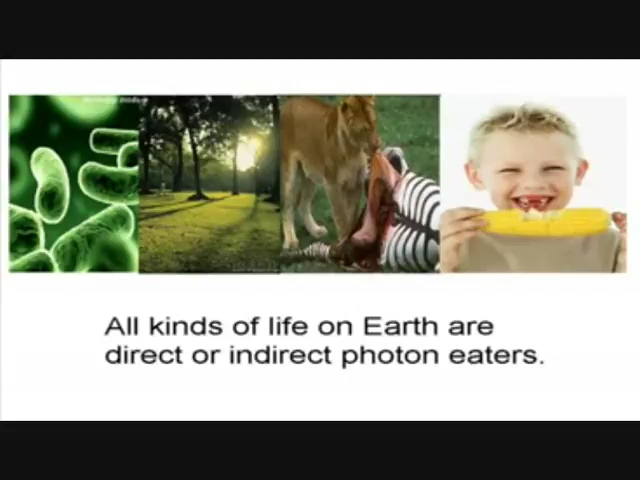 All kinds of life on Earth are
direct or indirect photon eaters.